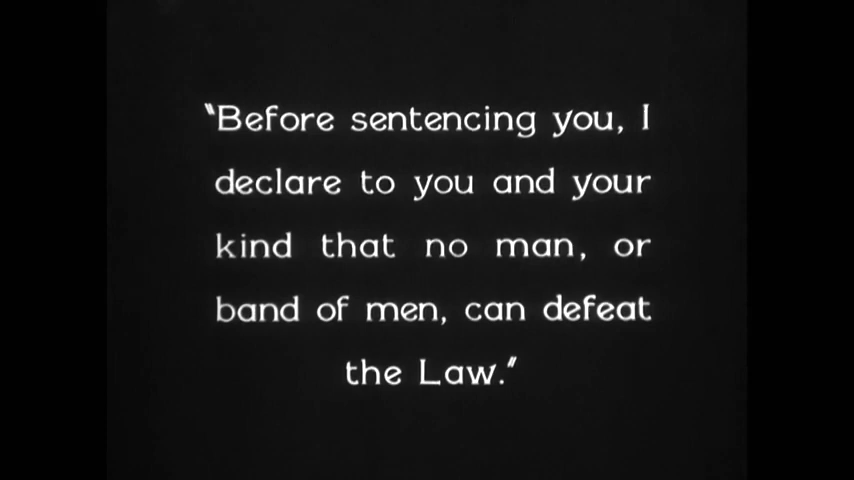 "Before sentencing you, I
declare to you and your
kind that no man, or
band of men, can defeat
the Law."